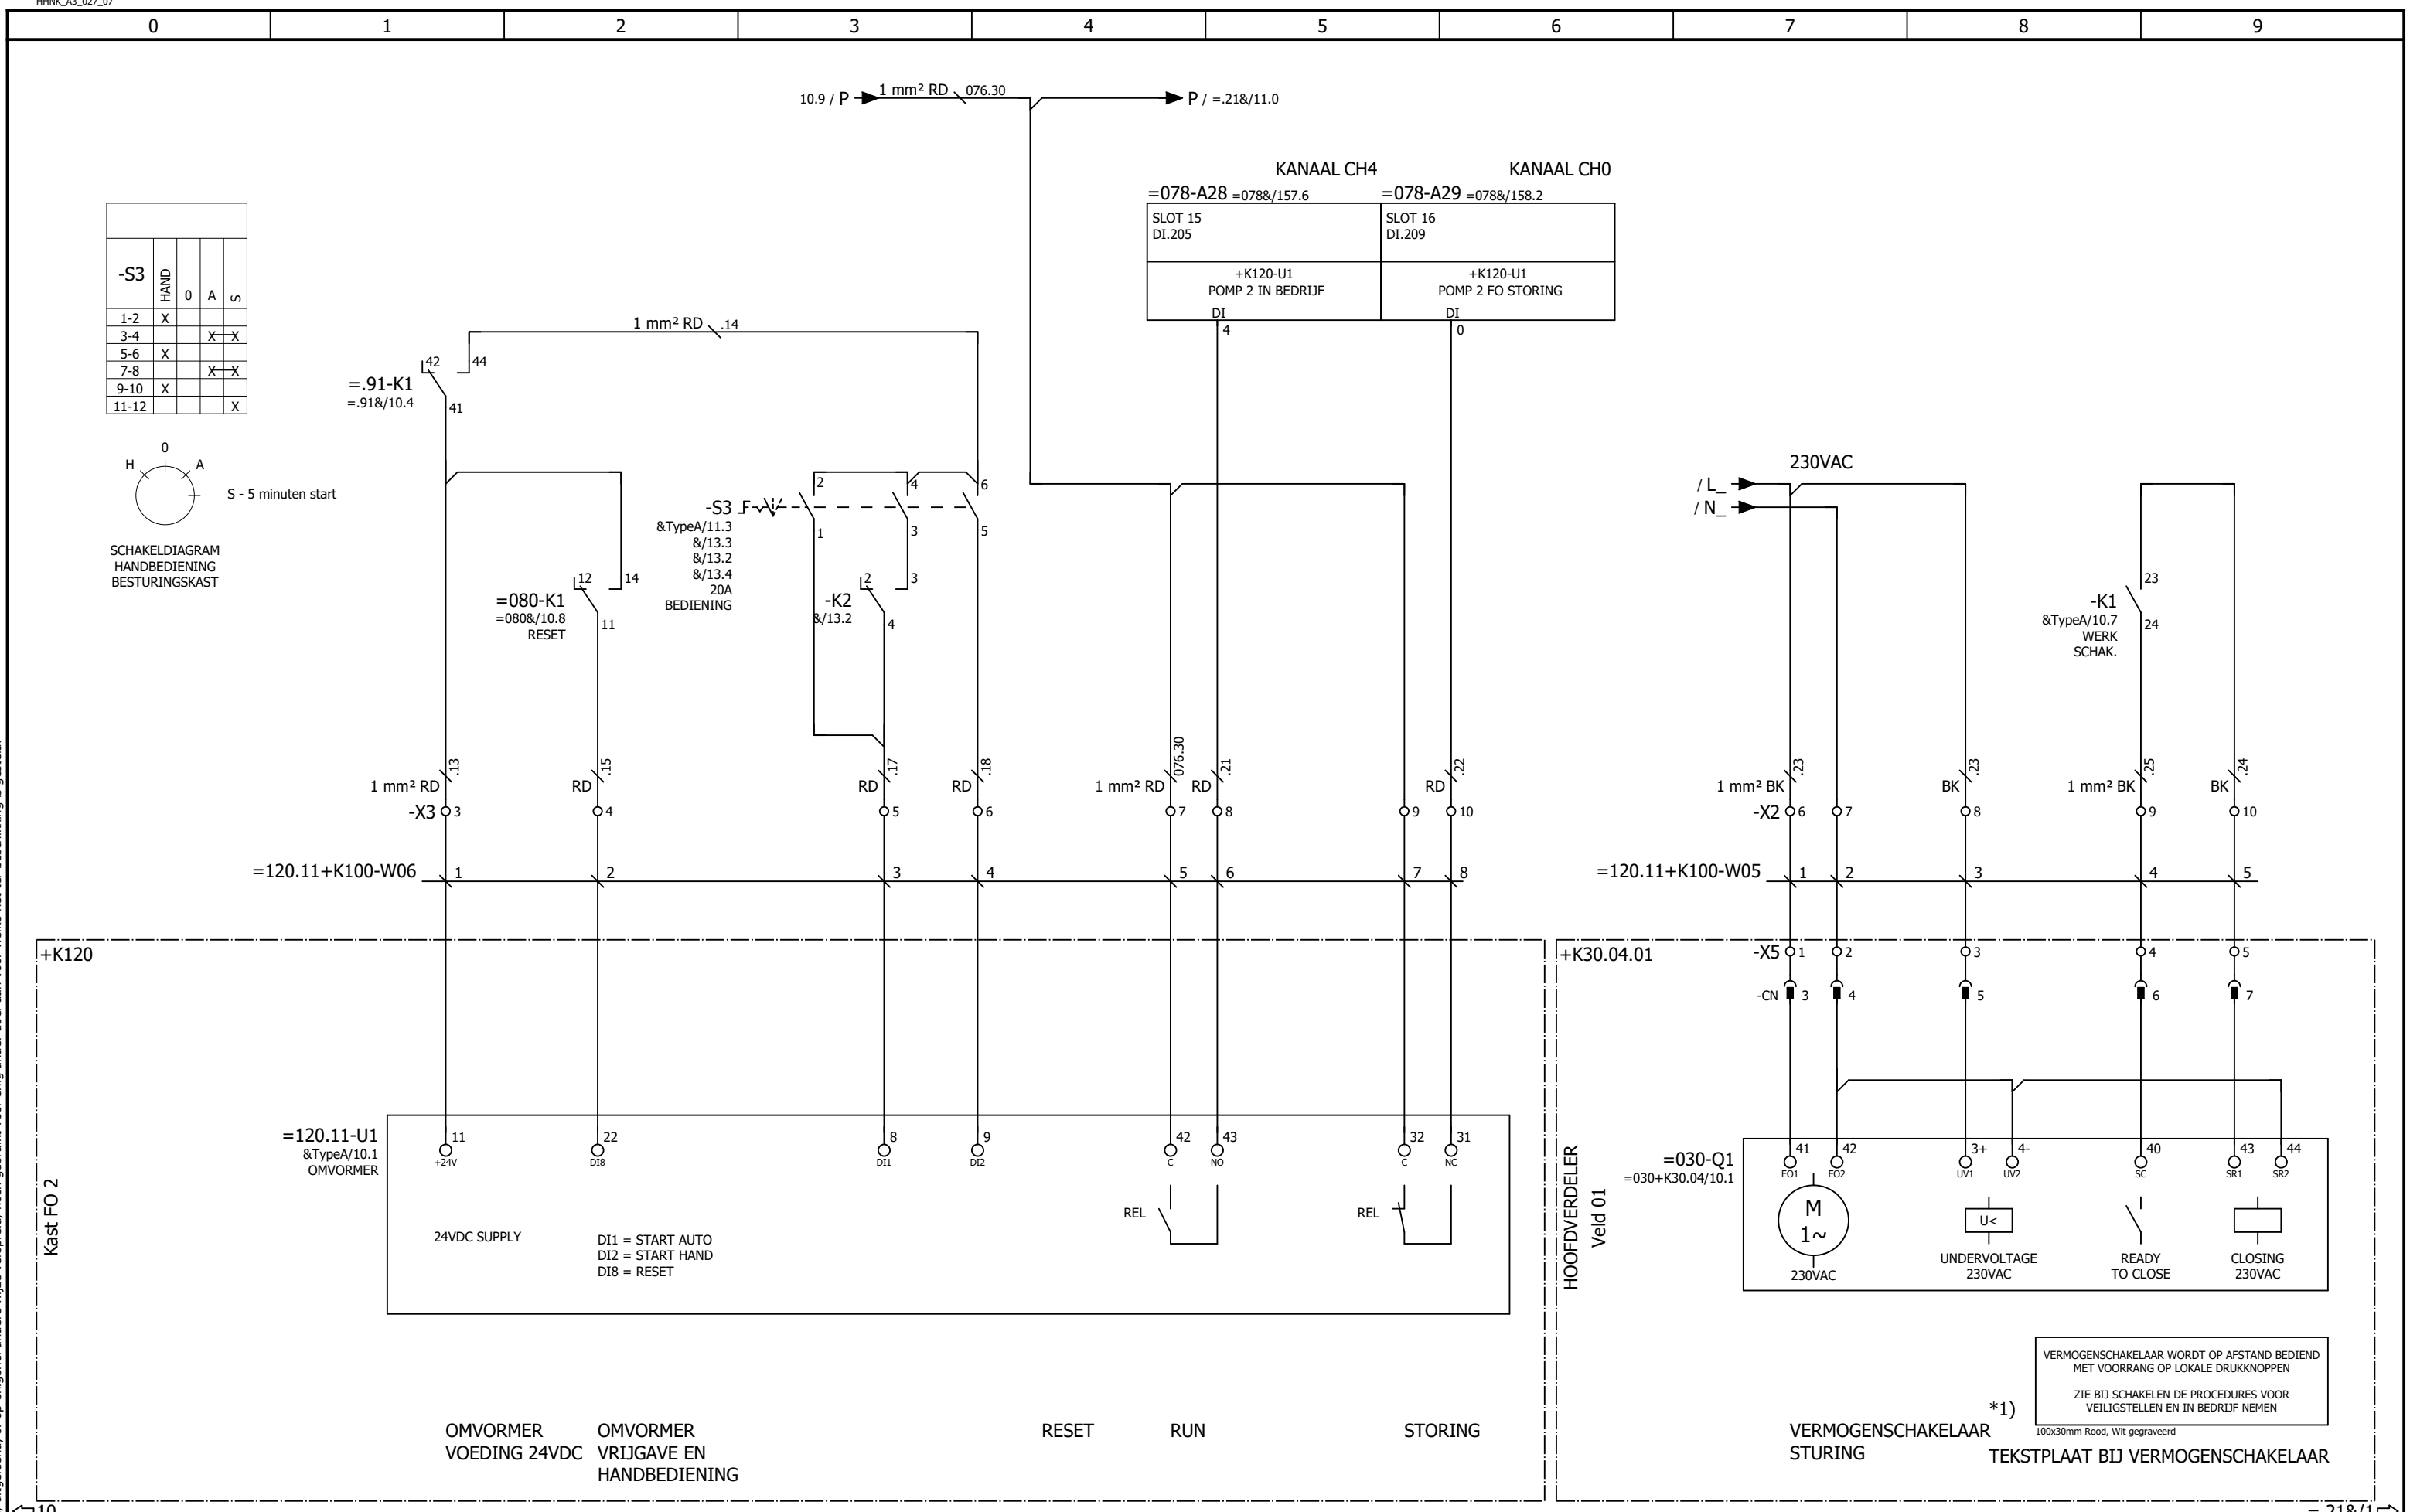 HHNK_A3_027_07
0 1 2 3 4 5 6 7 8 9
10.9 / P 1 mm² RD 076.30 P / =.21&/11.0
KANAAL CH4 KANAAL CH0
=078-A28 =078&/157.6 =078-A29 =078&/158.2
SLOT 15 SLOT 16
DI.205 DI.209
+K120-U1 +K120-U1
POMP 2 IN BEDRIJF POMP 2 FO STORING
DI DI
4 0
-S3 HAND 0 A S
1-2 X
3-4 X X
5-6 X
7-8 X X
9-10 X
11-12 X
H 0 A
S - 5 minuten start
SCHAKELDIAGRAM
HANDBEDIENING
BESTURINGSKAST
1 mm² RD .14
42 44
=.91-K1
=.91&/10.4
41
12 14
=080-K1
=080&/10.8
RESET
11
2 4 6
-S3
&TypeA/11.3
&/13.3
&/13.2
&/13.4
20A
BEDIENING
1 3 5
2 3
-K2
&/13.2
4
230VAC
/ L_
/ N_
23
-K1
&TypeA/10.7
WERK
SCHAK.
24
1 mm² RD .13 RD .15 RD .17 RD .18 1 mm² RD 076.30 RD .21 RD .22 1 mm² BK .23 BK .23 1 mm² BK .25 BK .24
-X3 3 4 5 6 7 8 9 10 -X2 6 7 8 9 10
=120.11+K100-W06 1 2 3 4 5 6 7 8 =120.11+K100-W05 1 2 3 4 5
+K120
Kast FO 2
+K30.04.01
HOOFDVERDELER
Veld 01
-X5 1 2 3 4 5
-CN 3 4 5 6 7
=120.11-U1
&TypeA/10.1
OMVORMER
11 22 8 9 42 43 32 31
+24V DI8 DI1 DI2 C NO C NC
REL REL
24VDC SUPPLY
DI1 = START AUTO
DI2 = START HAND
DI8 = RESET
=030-Q1
=030+K30.04/10.1
41 42 3+ 4- 40 43 44
EO1 EO2 UV1 UV2 SC SR1 SR2
M
1~
230VAC
U<
UNDERVOLTAGE
230VAC
READY
TO CLOSE
CLOSING
230VAC
VERMOGENSCHAKELAAR WORDT OP AFSTAND BEDIEND
MET VOORRANG OP LOKALE DRUKKNOPPEN
ZIE BIJ SCHAKELEN DE PROCEDURES VOOR
VEILIGSTELLEN EN IN BEDRIJF NEMEN
*1)
100x30mm Rood, Wit gegraveerd
TEKSTPLAAT BIJ VERMOGENSCHAKELAAR
OMVORMER
VOEDING 24VDC
OMVORMER
VRIJGAVE EN
HANDBEDIENING
RESET
RUN
STORING
VERMOGENSCHAKELAAR
STURING
10